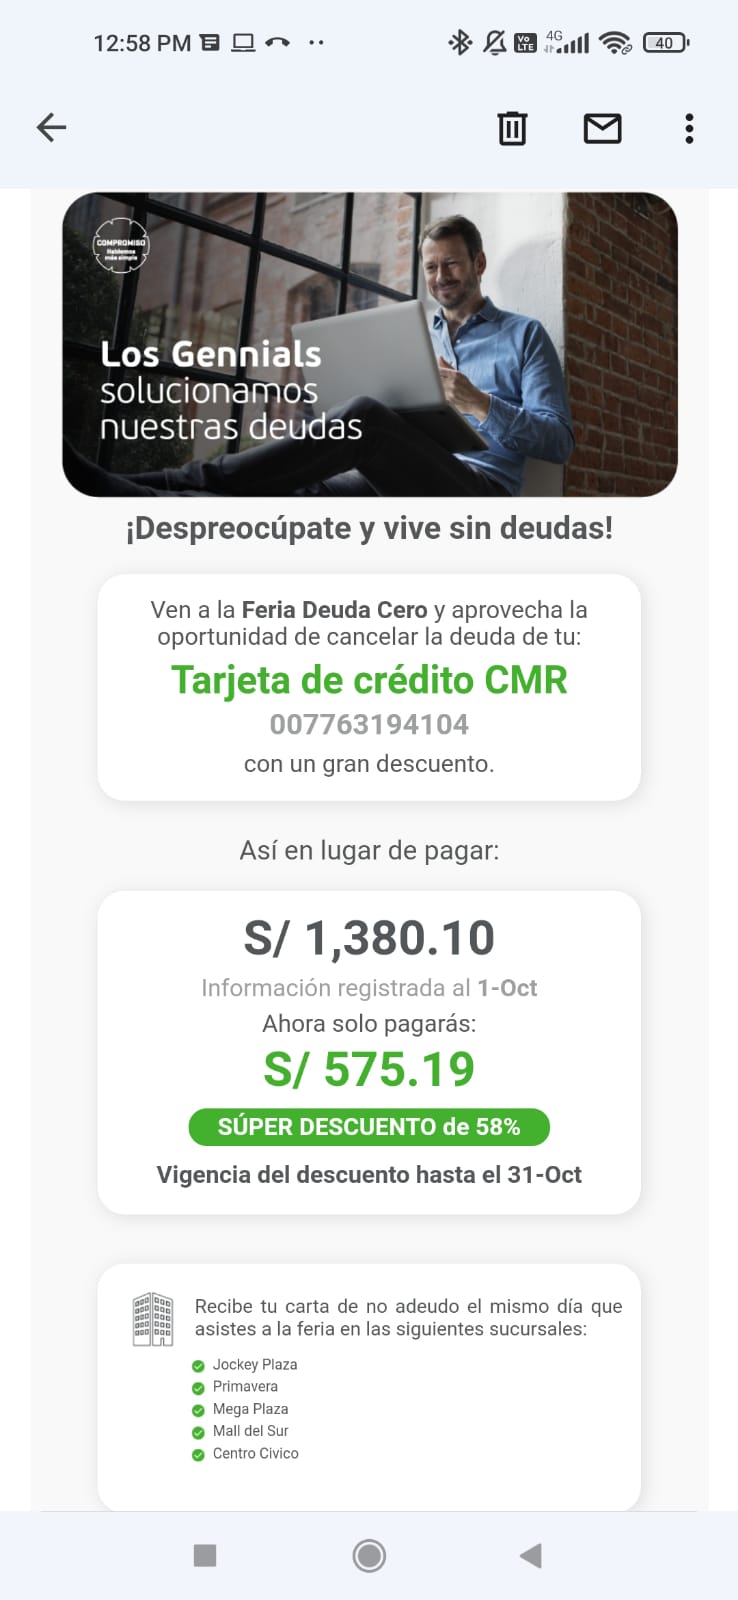 12:58 PM
Vo LTE 4G 40
COMPROMISO
Hablemos
más simple
Los Gennials
solucionamos
nuestras deudas
¡Despreocúpate y vive sin deudas!
Ven a la Feria Deuda Cero y aprovecha la
oportunidad de cancelar la deuda de tu:
Tarjeta de crédito CMR
007763194104
con un gran descuento.
Así en lugar de pagar:
S/ 1,380.10
Información registrada al 1-Oct
Ahora solo pagarás:
S/ 575.19
SÚPER DESCUENTO de 58%
Vigencia del descuento hasta el 31-Oct
Recibe tu carta de no adeudo el mismo día que
asistes a la feria en las siguientes sucursales:
Jockey Plaza
Primavera
Mega Plaza
Mall del Sur
Centro Civico